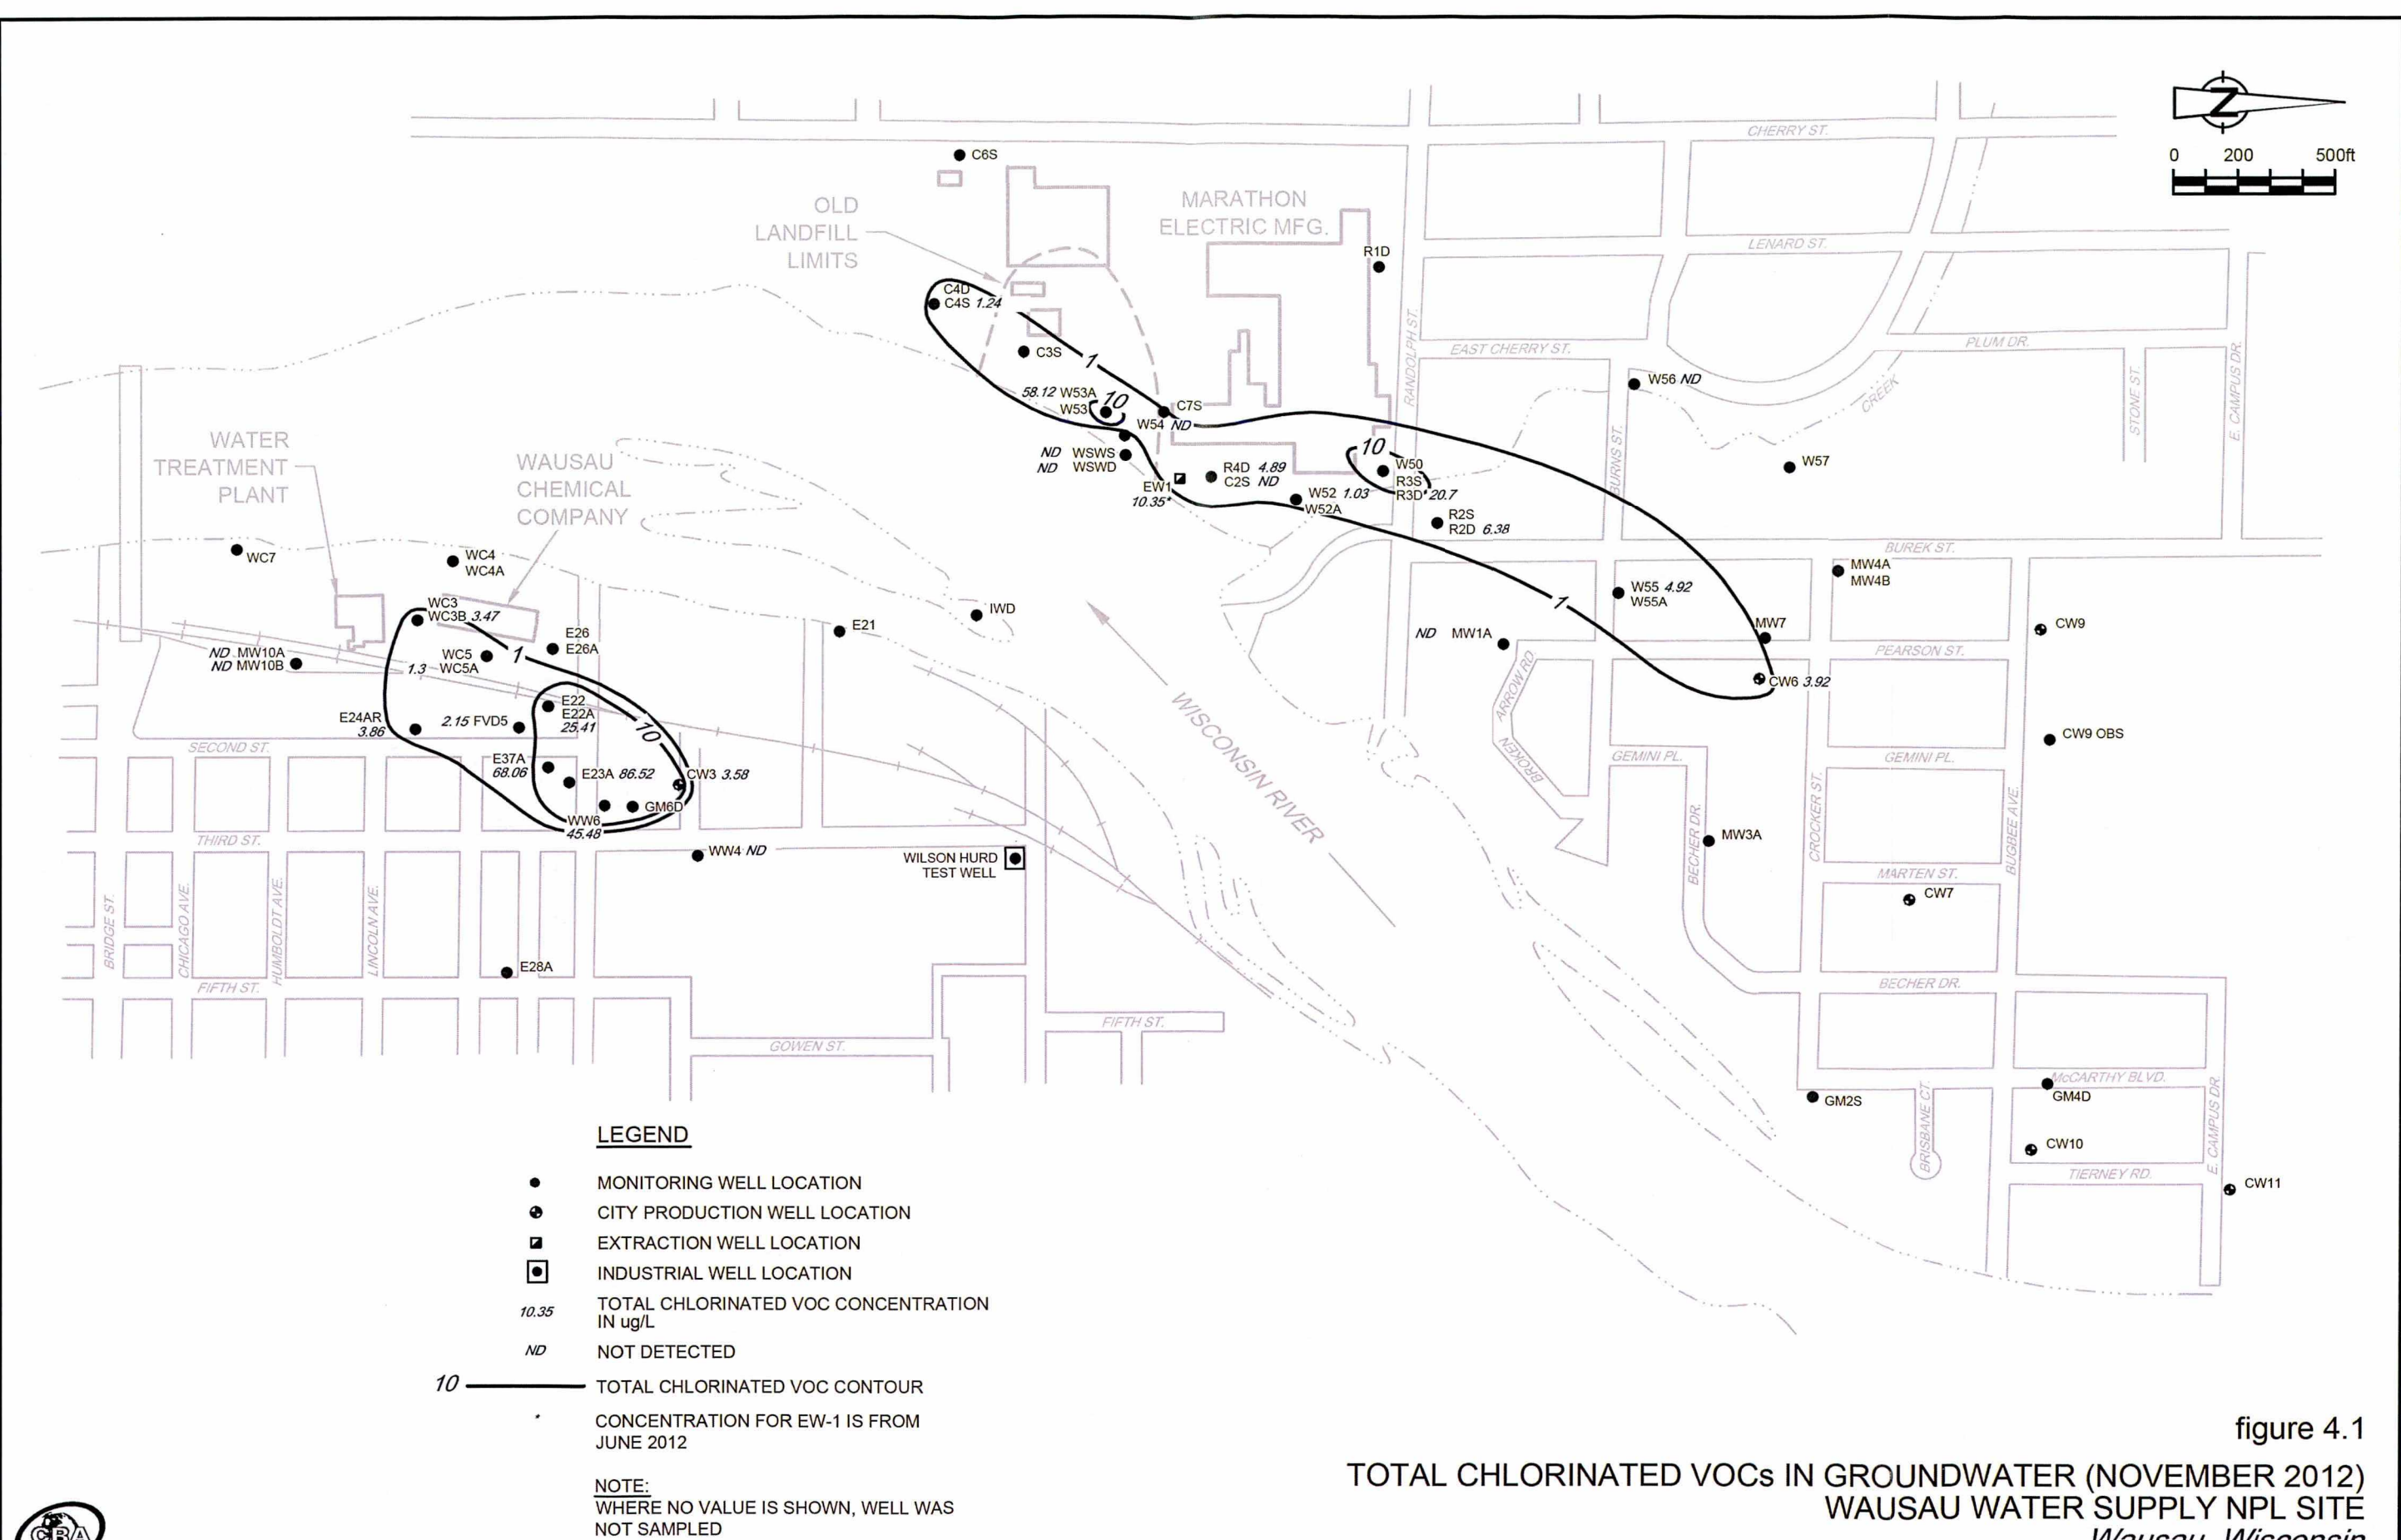 Z
0 200 500ft
CHERRY ST.
C6S
OLD
LANDFILL
LIMITS
MARATHON
ELECTRIC MFG.
LENARD ST.
R1D
RANDOLPH ST.
C4D
C4S 1.24
C3S
1
EAST CHERRY ST.
PLUM DR.
STONE ST.
E. CAMPUS DR.
W56 ND
CREEK
58.12 W53A
W53
10
C7S
W54 ND
BURNS ST.
W57
ND WSWS
ND WSWD
R4D 4.89
C2S ND
EW1
10.35*
10
W50
R3S
R3D 20.7
W52 1.03
W52A
R2S
R2D 6.38
BUREK ST.
WATER
TREATMENT
PLANT
WAUSAU
CHEMICAL
COMPANY
WC7
WC4
WC4A
MW4A
MW4B
W55 4.92
W55A
1
WC3
WC3B 3.47
IWD
E21
E26
E26A
ND MW1A
MW7
CW9
PEARSON ST.
ND MW10A
ND MW10B
WC5
1.3 WC5A
1
CW6 3.92
ARROW RD
BROKEN
WISCONSIN RIVER
E22
E22A
25.41
10
E24AR
3.86
2.15 FVD5
SECOND ST.
CW9 OBS
GEMINI PL.
GEMINI PL.
E37A
68.06
E23A 86.52
CW3 3.58
GM6D
WW6
45.48
BECHER DR.
CROCKER ST.
BUGBEE AVE.
MW3A
THIRD ST.
WW4 ND
WILSON HURD
TEST WELL
MARTEN ST.
CW7
BRIDGE ST.
CHICAGO AVE.
HUMBOLDT AVE.
LINCOLN AVE.
E28A
FIFTH ST.
BECHER DR.
FIFTH ST.
GOWEN ST.
McCARTHY BLVD.
GM4D
GM2S
BRISBANE CT.
CW10
E. CAMPUS DR.
TIERNEY RD.
CW11
LEGEND
MONITORING WELL LOCATION
CITY PRODUCTION WELL LOCATION
EXTRACTION WELL LOCATION
INDUSTRIAL WELL LOCATION
10.35 TOTAL CHLORINATED VOC CONCENTRATION
IN ug/L
ND NOT DETECTED
10 TOTAL CHLORINATED VOC CONTOUR
* CONCENTRATION FOR EW-1 IS FROM
JUNE 2012
NOTE:
WHERE NO VALUE IS SHOWN, WELL WAS
NOT SAMPLED
figure 4.1
TOTAL CHLORINATED VOCs IN GROUNDWATER (NOVEMBER 2012)
WAUSAU WATER SUPPLY NPL SITE
Wausau, Wisconsin
CRA